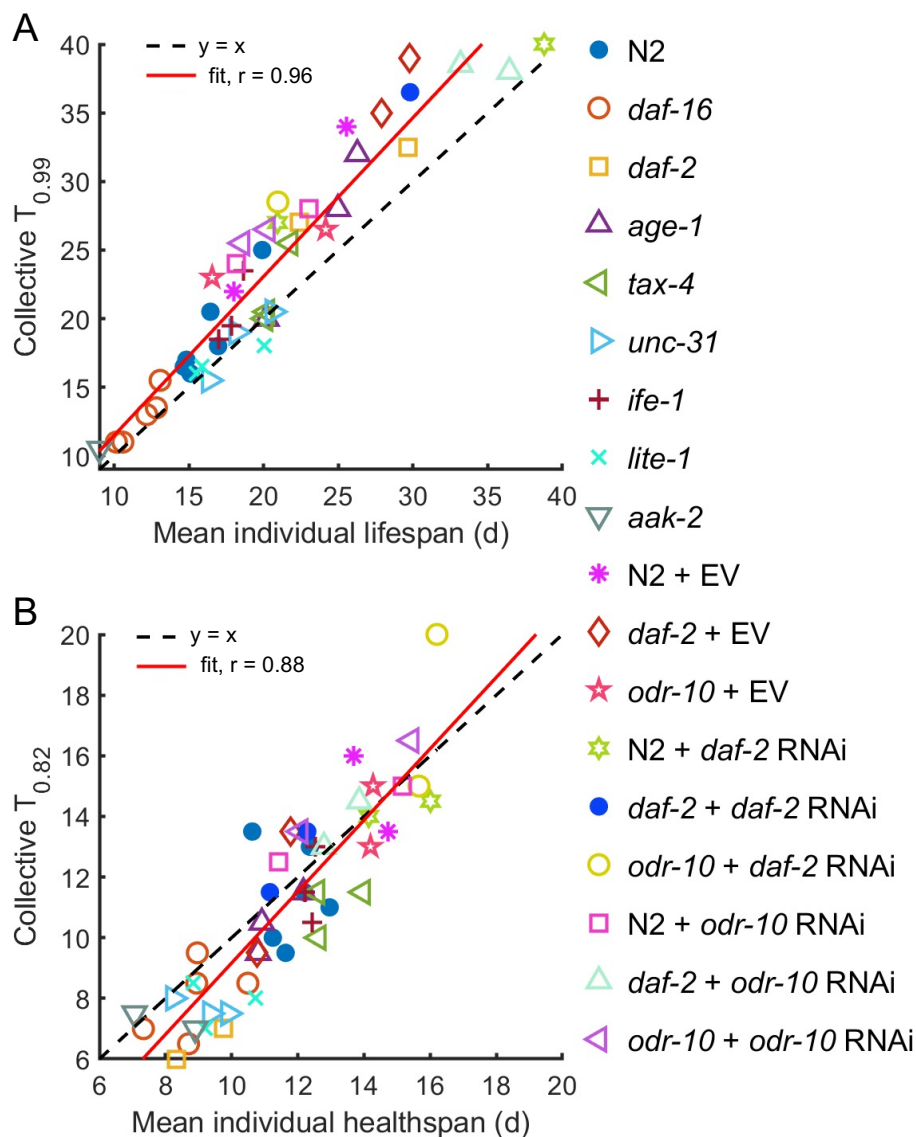 A
y = x
fit, r = 0.96
40
35
30
25
20
15
10
Collective T0.99
10 15 20 25 30 35 40
Mean individual lifespan (d)
B
y = x
fit, r = 0.88
20
18
16
14
12
10
8
6
Collective T0.82
6 8 10 12 14 16 18 20
Mean individual healthspan (d)
N2
daf-16
daf-2
age-1
tax-4
unc-31
ife-1
lite-1
aak-2
N2 + EV
daf-2 + EV
odr-10 + EV
N2 + daf-2 RNAi
daf-2 + daf-2 RNAi
odr-10 + daf-2 RNAi
N2 + odr-10 RNAi
daf-2 + odr-10 RNAi
odr-10 + odr-10 RNAi